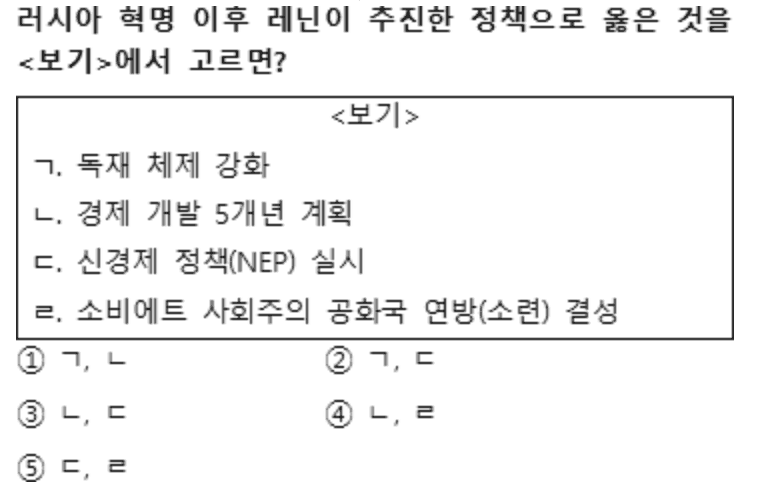 러시아 혁명 이후 레닌이 추진한 정책으로 옳은 것을
<보기>에서 고르면?
<보기>
ㄱ. 독재 체제 강화
ㄴ. 경제 개발 5개년 계획
ㄷ. 신경제 정책(NEP) 실시
ㄹ. 소비에트 사회주의 공화국 연방(소련) 결성
① ㄱ, ㄴ ② ㄱ, ㄷ
③ ㄴ, ㄷ ④ ㄴ, ㄹ
⑤ ㄷ, ㄹ